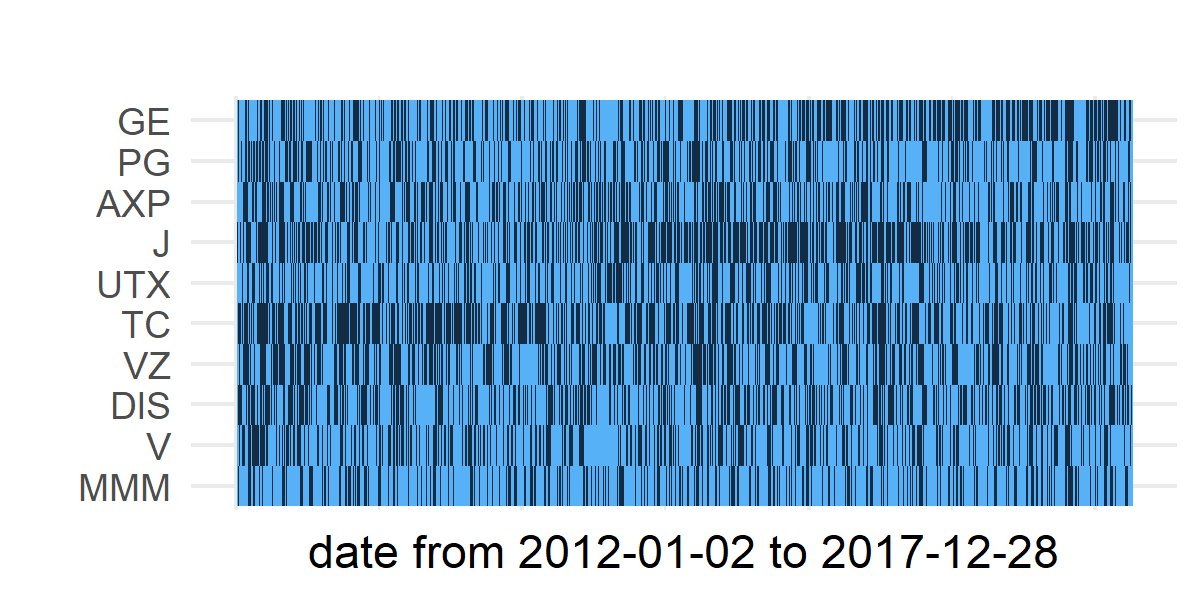 GE
PG
AXP
J
UTX
TC
VZ
DIS
V
MMM
date from 2012-01-02 to 2017-12-28